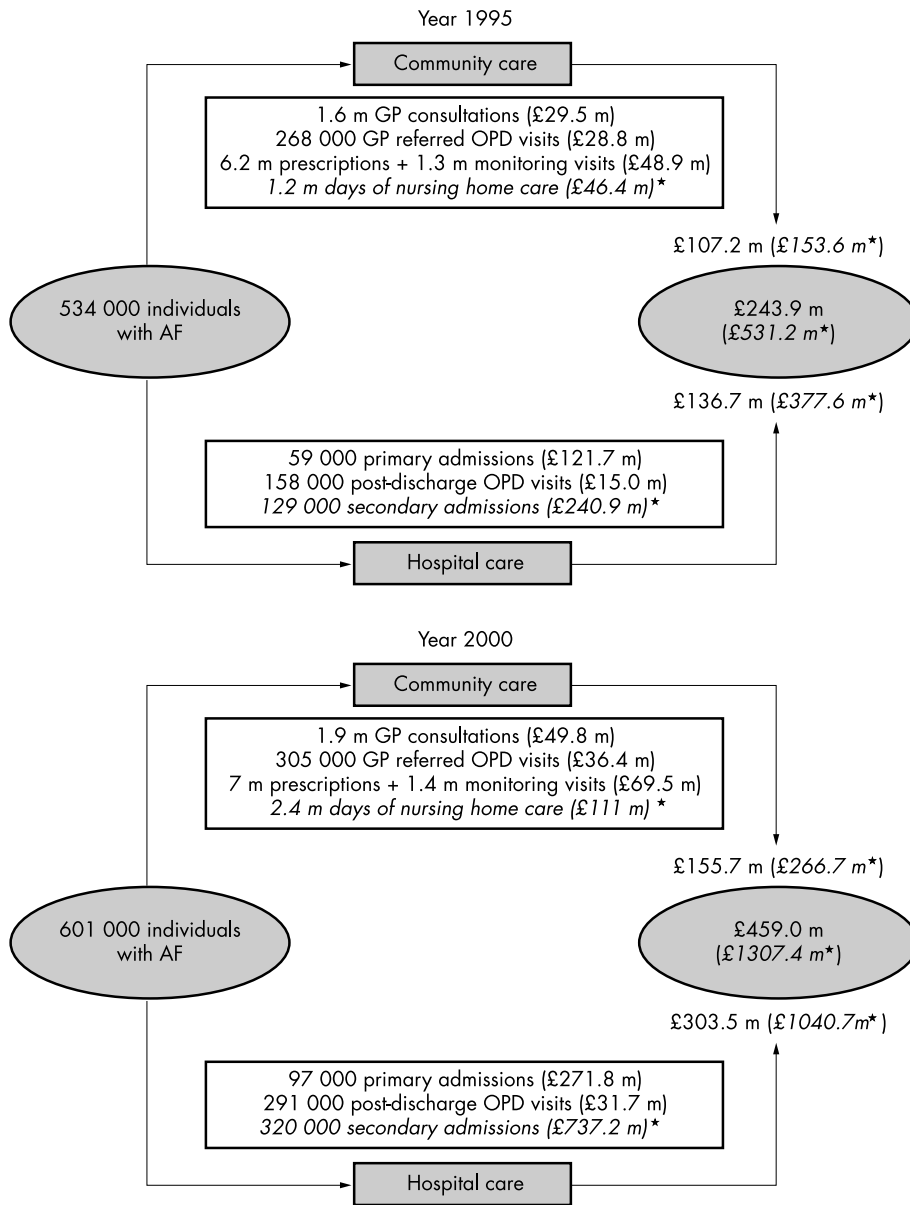 Year 1995
Community care
1.6 m GP consultations (£29.5 m)
268 000 GP referred OPD visits (£28.8 m)
6.2 m prescriptions + 1.3 m monitoring visits (£48.9 m)
1.2 m days of nursing home care (£46.4 m)★
£107.2 m (£153.6 m★)
534 000 individuals
with AF
£243.9 m
(£531.2 m★)
£136.7 m (£377.6 m★)
59 000 primary admissions (£121.7 m)
158 000 post-discharge OPD visits (£15.0 m)
129 000 secondary admissions (£240.9 m)★
Hospital care
Year 2000
Community care
1.9 m GP consultations (£49.8 m)
305 000 GP referred OPD visits (£36.4 m)
7 m prescriptions + 1.4 m monitoring visits (£69.5 m)
2.4 m days of nursing home care (£111 m) ★
£155.7 m (£266.7 m★)
601 000 individuals
with AF
£459.0 m
(£1307.4 m★)
£303.5 m (£1040.7m★)
97 000 primary admissions (£271.8 m)
291 000 post-discharge OPD visits (£31.7 m)
320 000 secondary admissions (£737.2 m)★
Hospital care